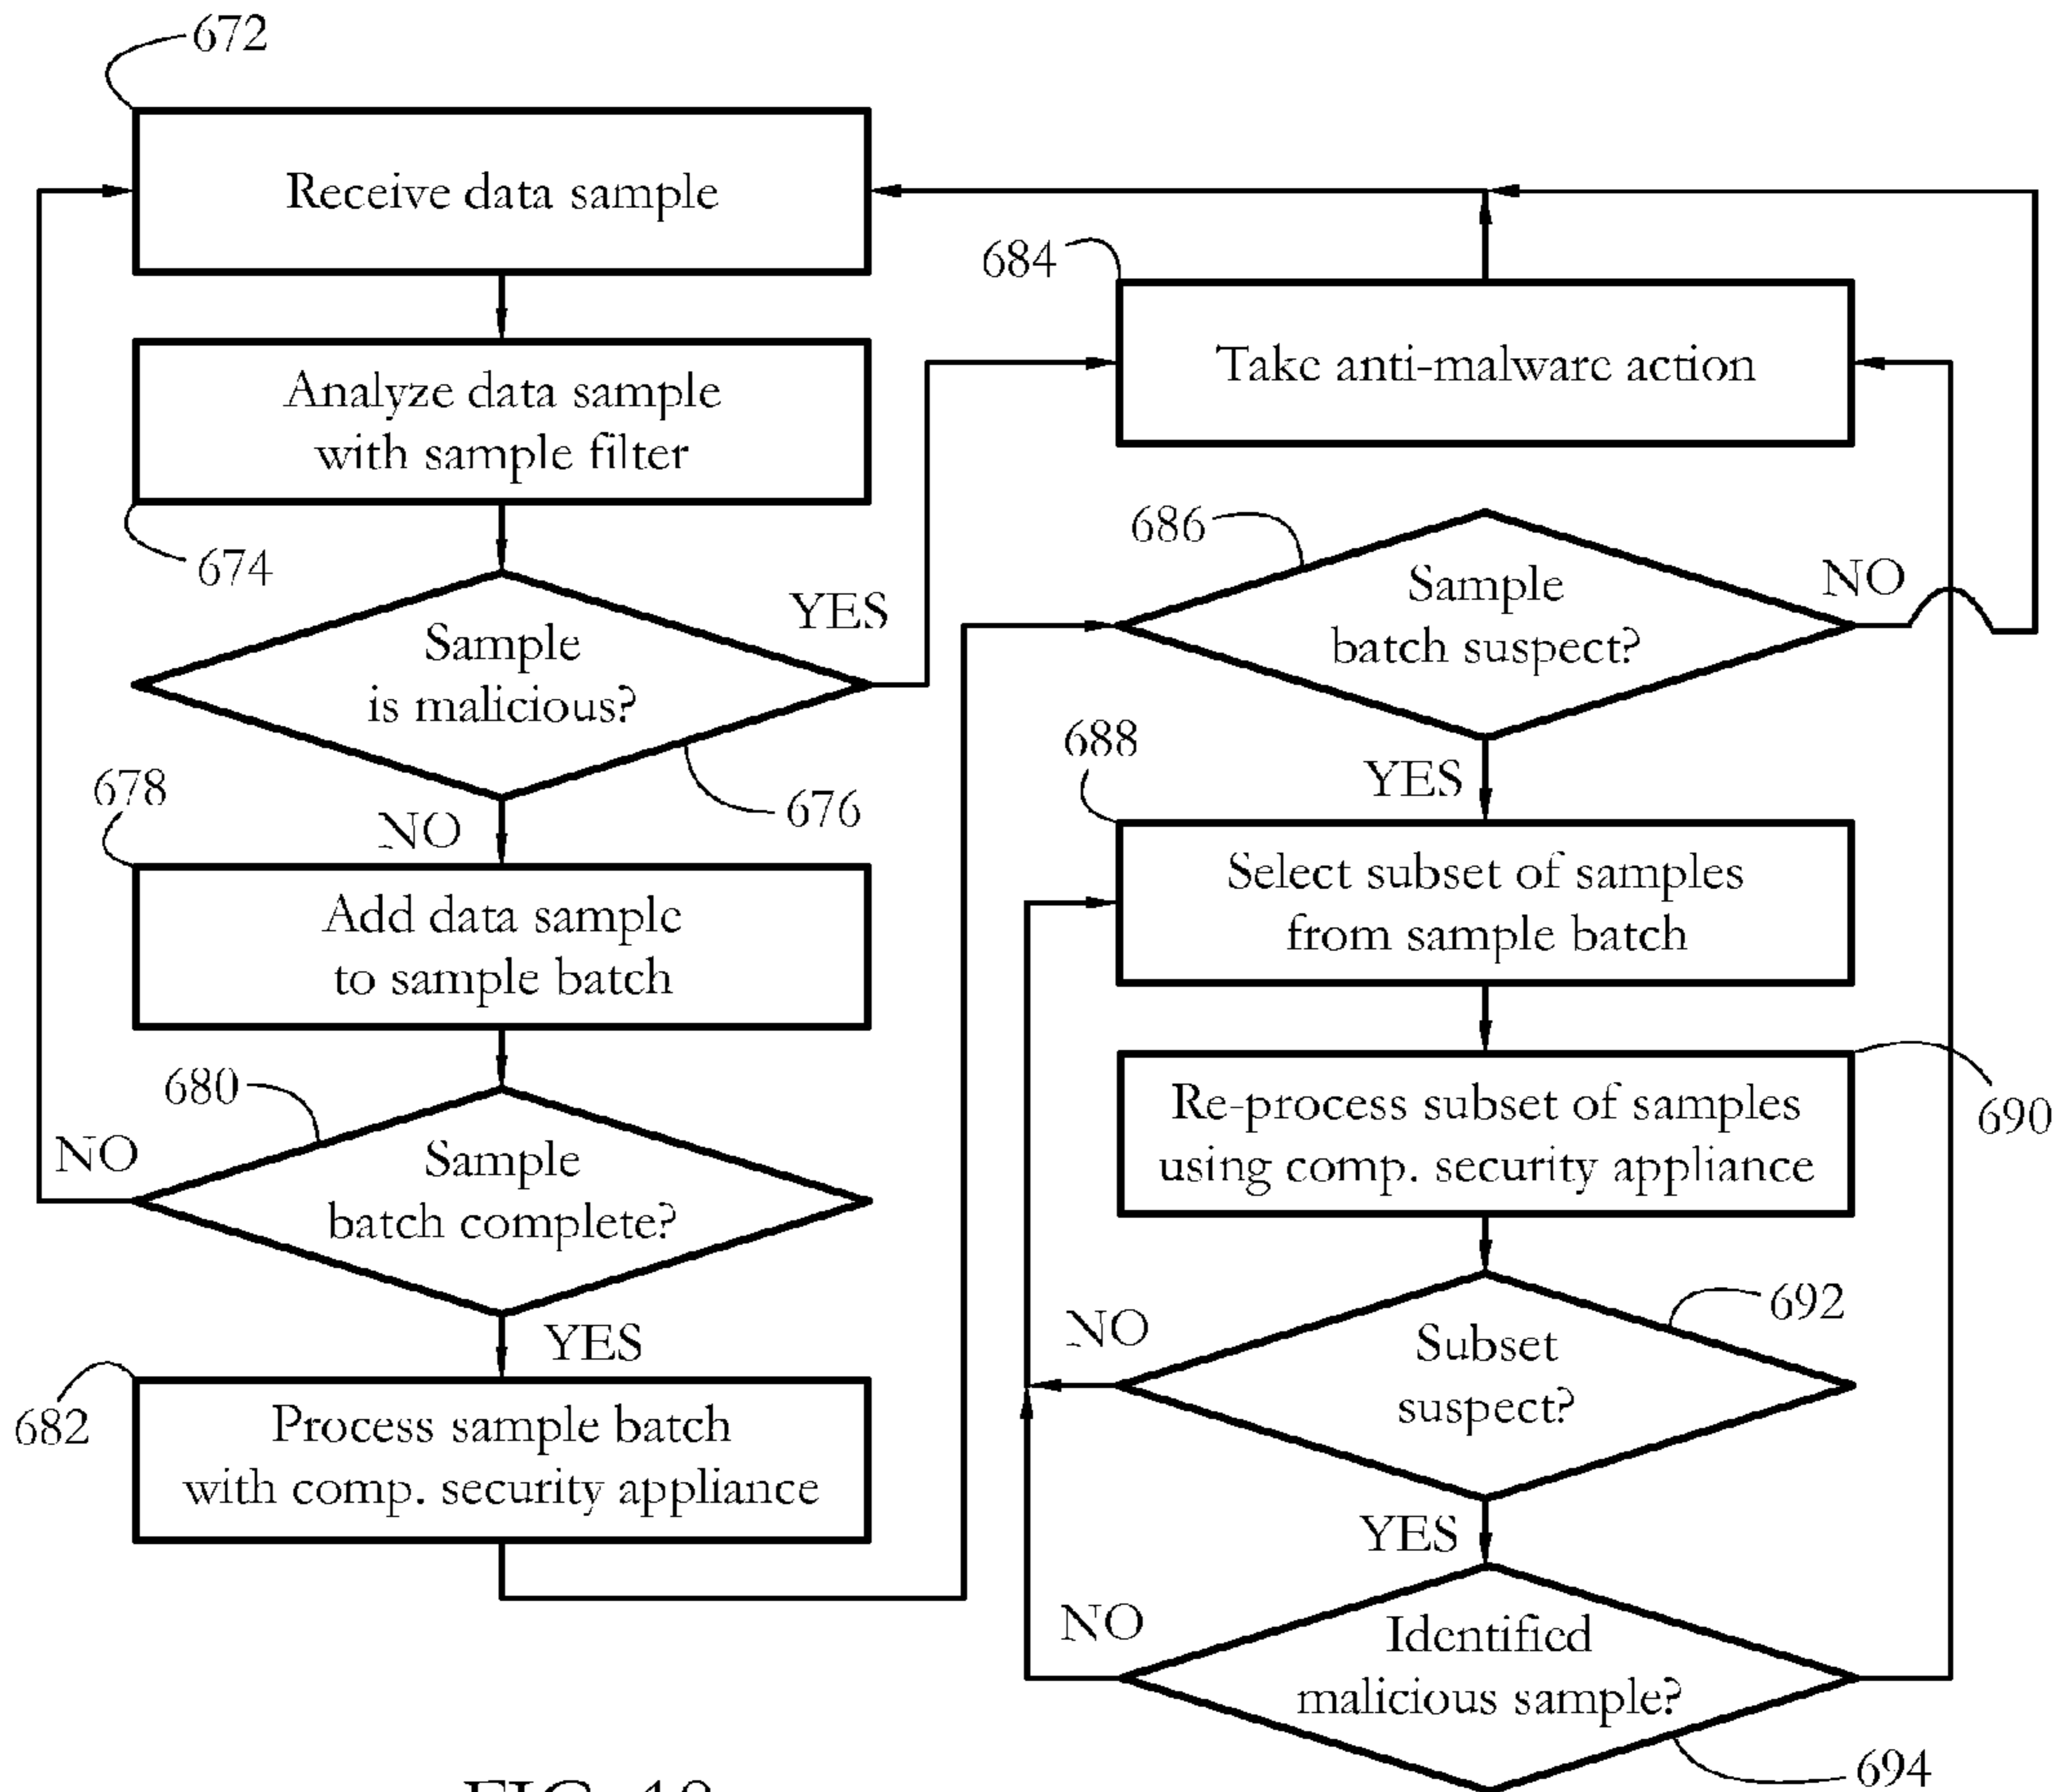 672
Receive data sample
Analyze data sample
with sample filter
674
Sample
is malicious?
YES
676
NO
678
Add data sample
to sample batch
680
Sample
batch complete?
NO
YES
682
Process sample batch
with comp. security appliance
684
Take anti-malware action
686
Sample
batch suspect?
NO
YES
688
Select subset of samples
from sample batch
690
Re-process subset of samples
using comp. security appliance
692
Subset
suspect?
NO
YES
Identified
malicious sample?
NO
694